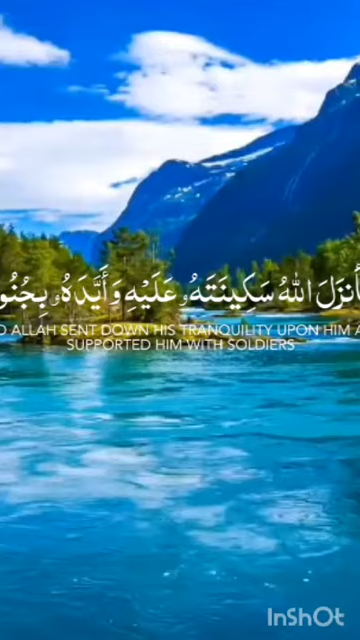 أَنزَلَ اللَّهُ سَكِينَتَهُۥ عَلَيْهِ وَأَيَّدَهُۥ بِجُنُو
D ALLAH SENT DOWN HIS TRANQUILITY UPON HIM A
SUPPORTED HIM WITH SOLDIERS
InShOt